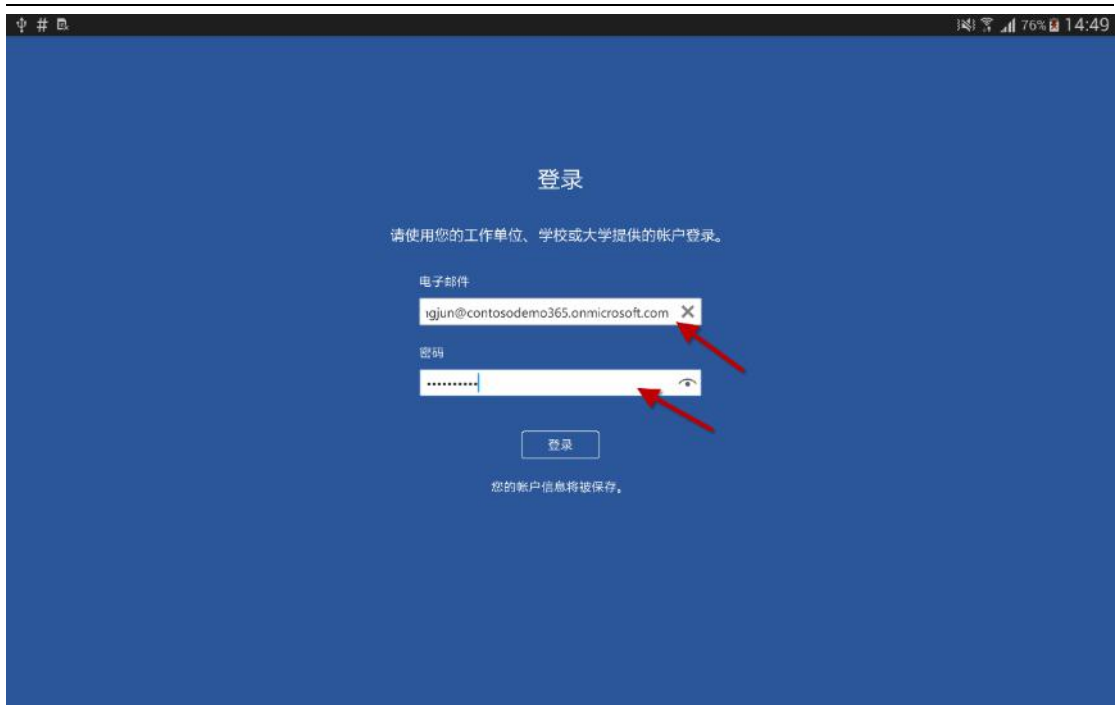 76% 14:49
登录
请使用您的工作单位、学校或大学提供的帐户登录。
电子邮件
gjun@contosodemo365.onmicrosoft.com
密码
登录
您的帐户信息将被保存。